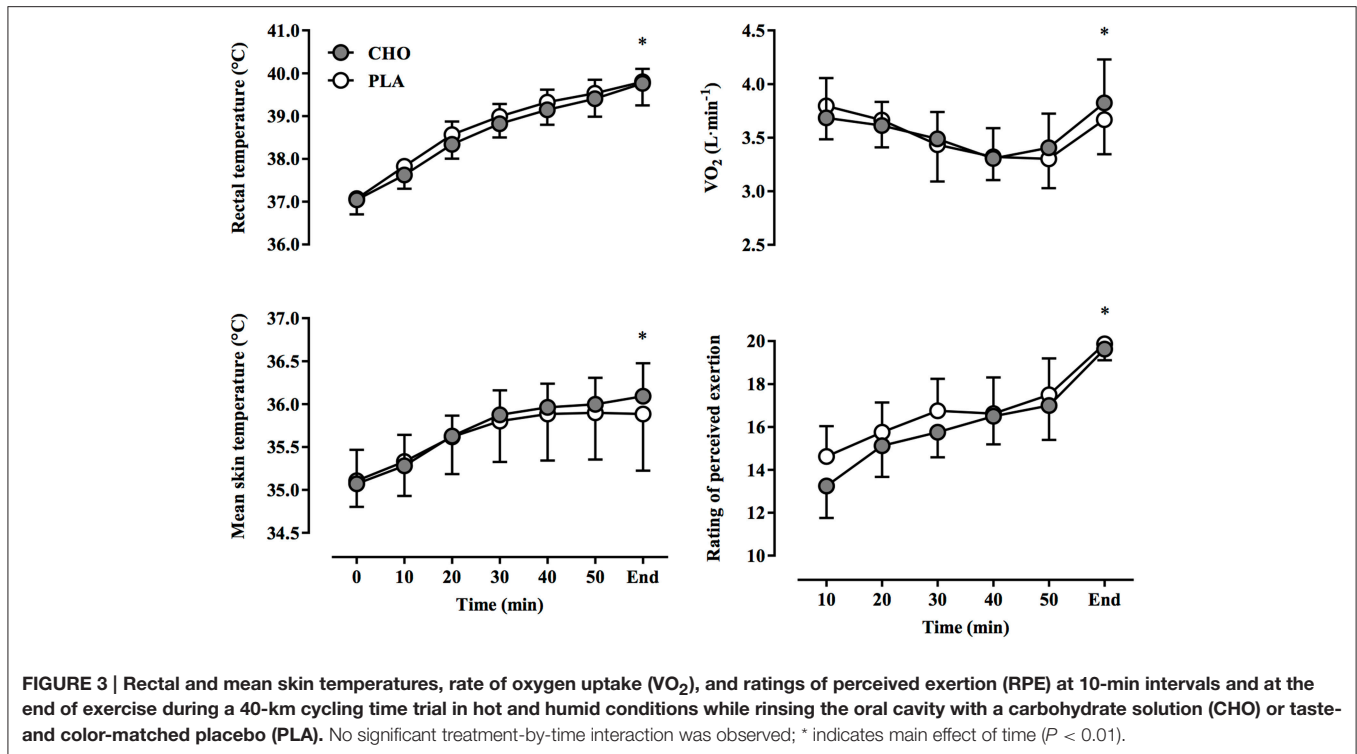 41.0
40.0
39.0
38.0
37.0
36.0
Rectal temperature (°C)
CHO
PLA
*
4.5
4.0
3.5
3.0
2.5
VO₂ (L·min⁻¹)
*
37.0
36.5
36.0
35.5
35.0
34.5
Mean skin temperature (°C)
*
0 10 20 30 40 50 End
Time (min)
20
18
16
14
12
10
Rating of perceived exertion
*
10 20 30 40 50 End
Time (min)
FIGURE 3 | Rectal and mean skin temperatures, rate of oxygen uptake (VO₂), and ratings of perceived exertion (RPE) at 10-min intervals and at the
end of exercise during a 40-km cycling time trial in hot and humid conditions while rinsing the oral cavity with a carbohydrate solution (CHO) or taste-
and color-matched placebo (PLA). No significant treatment-by-time interaction was observed; * indicates main effect of time (P < 0.01).